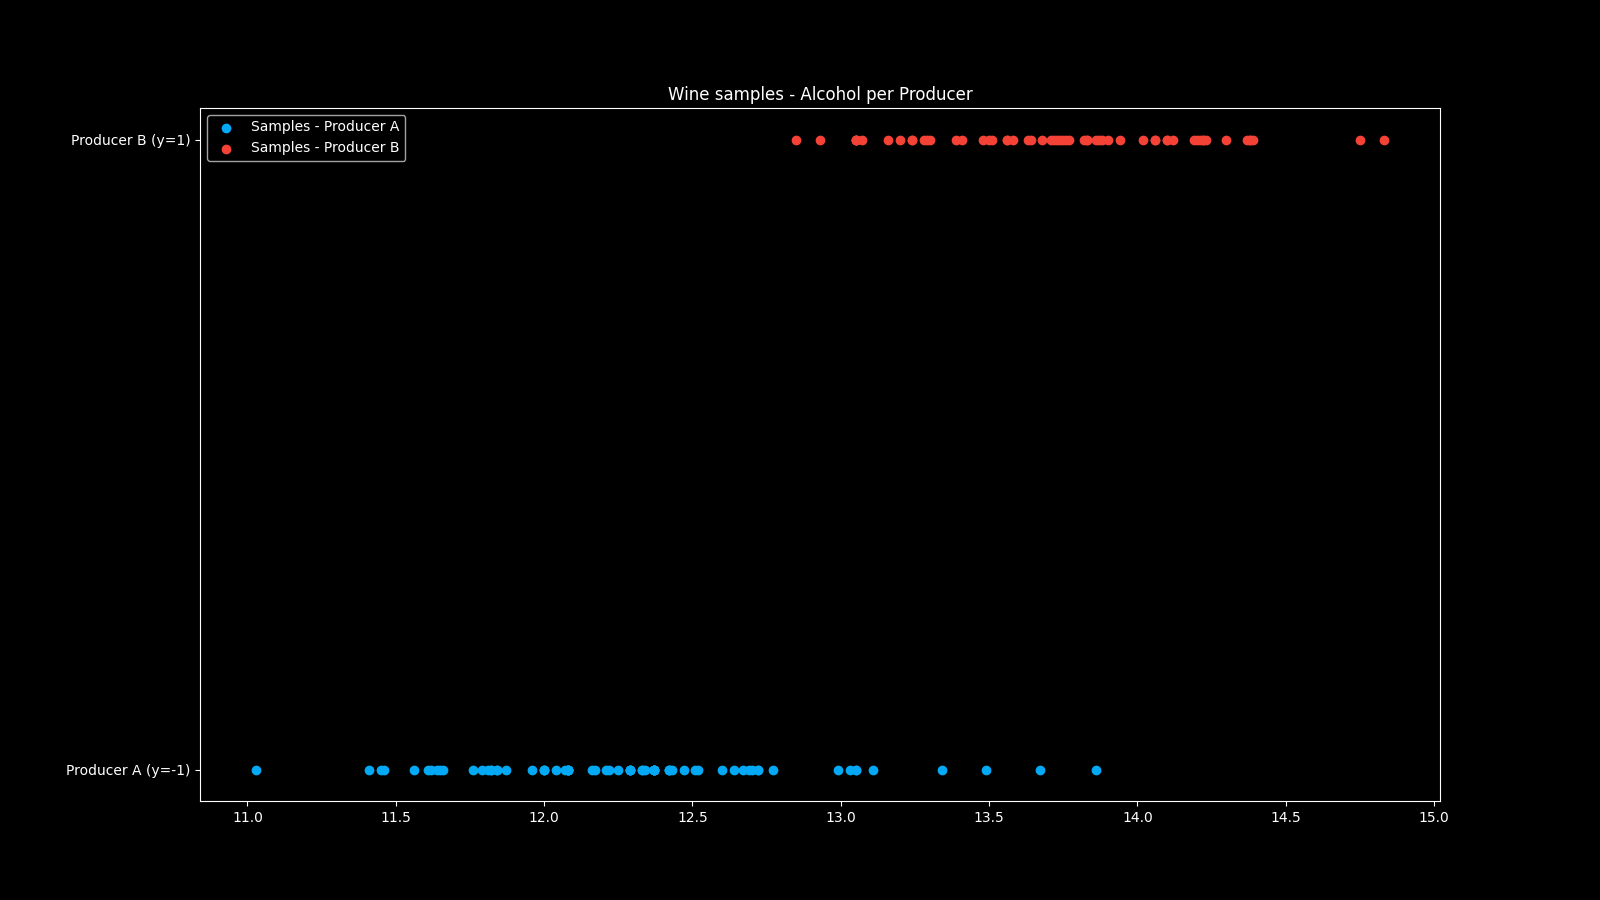 Wine samples - Alcohol per Producer
Producer B (y=1)
Samples - Producer A
Samples - Producer B
Producer A (y=-1)
11.0 11.5 12.0 12.5 13.0 13.5 14.0 14.5 15.0